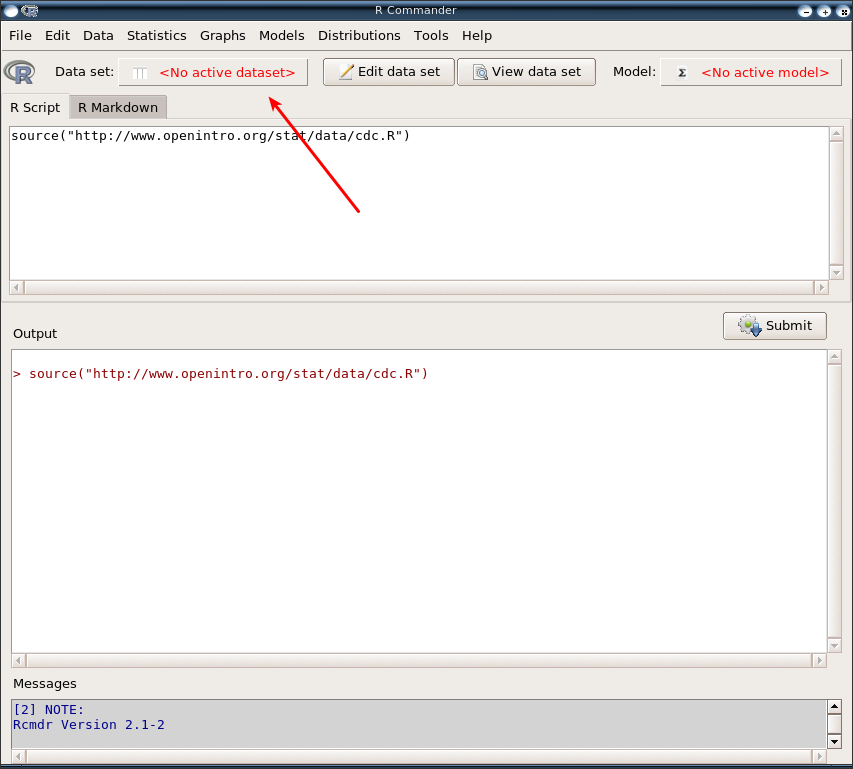 R Commander
File Edit Data Statistics Graphs Models Distributions Tools Help
R Data set: <No active dataset> Edit data set View data set Model: Σ <No active model>
R Script R Markdown
source("http://www.openintro.org/stat/data/cdc.R")
Submit
Output
> source("http://www.openintro.org/stat/data/cdc.R")
Messages
[2] NOTE:
Rcmdr Version 2.1-2